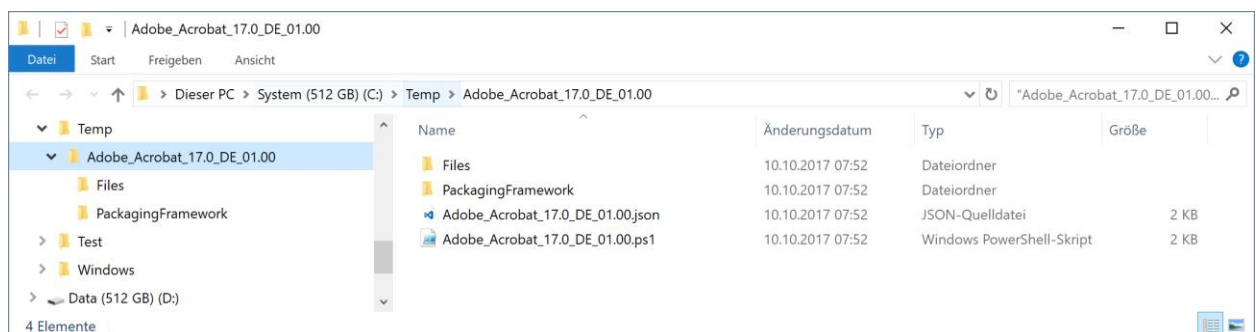 Adobe_Acrobat_17.0_DE_01.00
Datei Start Freigeben Ansicht
Dieser PC > System (512 GB) (C:) > Temp > Adobe_Acrobat_17.0_DE_01.00 "Adobe_Acrobat_17.0_DE_01.00...
Temp Name Änderungsdatum Typ Größe
Adobe_Acrobat_17.0_DE_01.00 Files 10.10.2017 07:52 Dateiordner
Files PackagingFramework 10.10.2017 07:52 Dateiordner
PackagingFramework Adobe_Acrobat_17.0_DE_01.00.json 10.10.2017 07:52 JSON-Quelldatei 2 KB
Test Adobe_Acrobat_17.0_DE_01.00.ps1 10.10.2017 07:52 Windows PowerShell-Skript 2 KB
Windows
Data (512 GB) (D:)
4 Elemente